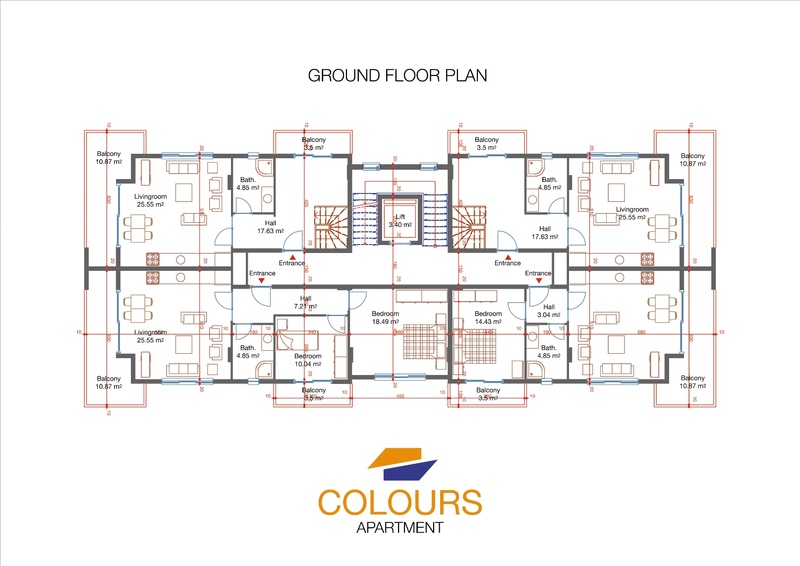 GROUND FLOOR PLAN
Balcony
3.5 m²
Balcony
3.5 m²
Balcony
10.87 m²
Balcony
10.87 m²
Bath.
4.85 m²
Bath.
4.85 m²
Livingroom
25.55 m²
Livingroom
25.55 m²
Lift
3.40 m²
Hall
17.63 m²
Hall
17.63 m²
Entrance
Entrance
Entrance
Entrance
Hall
7.21 m²
Hall
3.04 m²
Bedroom
18.49 m²
Bedroom
14.43 m²
Livingroom
25.55 m²
Livingroom
25.55 m²
Bath.
4.85 m²
Bedroom
10.04 m²
Bath.
4.85 m²
Balcony
10.87 m²
Balcony
3.5 m²
Balcony
3.5 m²
Balcony
10.87 m²
COLOURS
APARTMENT